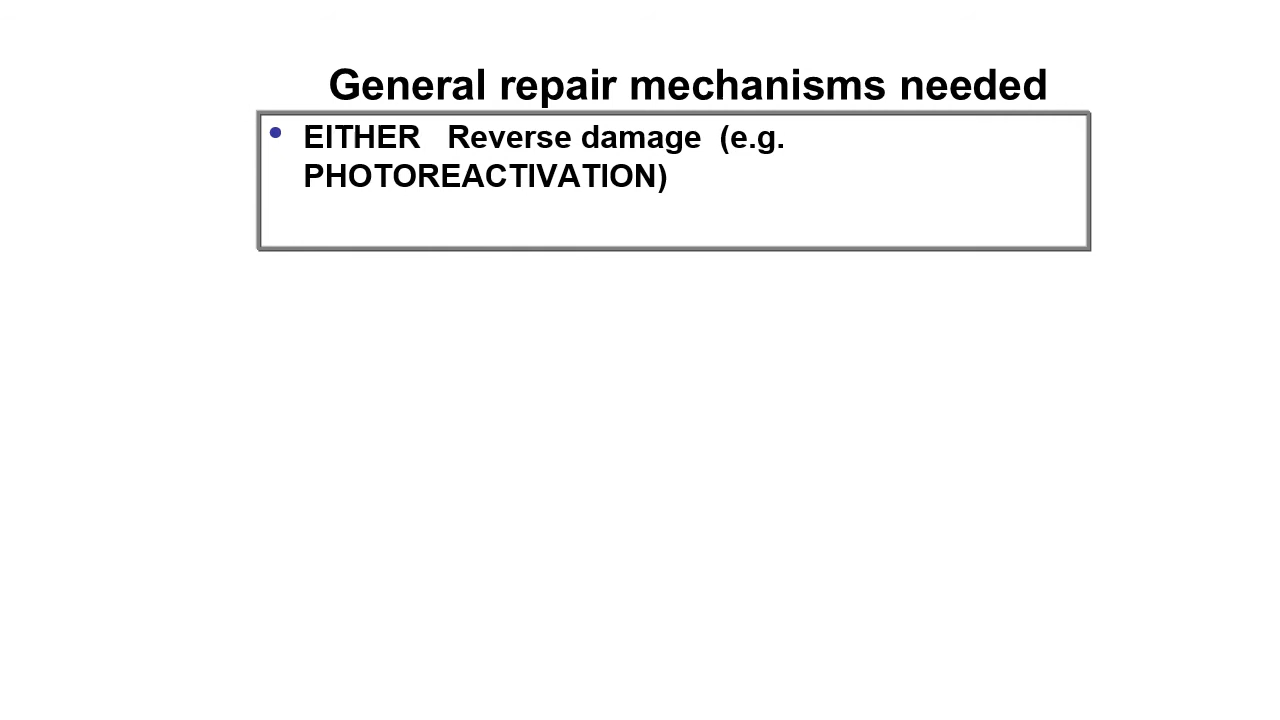 General repair mechanisms needed
• EITHER   Reverse damage  (e.g.
PHOTOREACTIVATION)